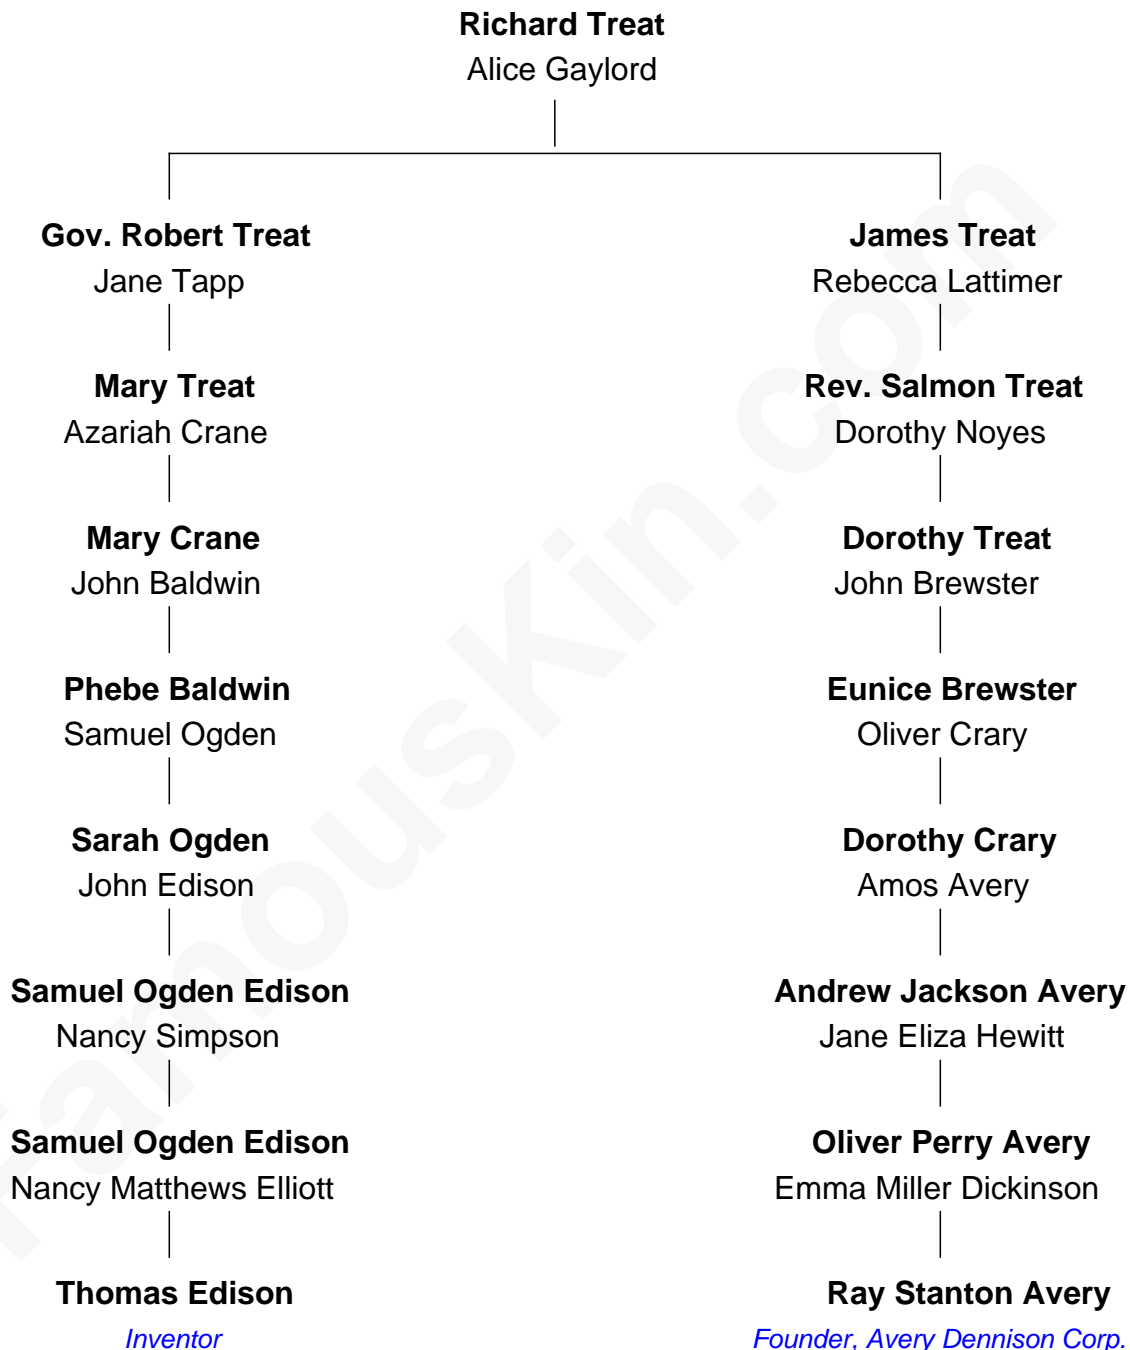 Richard Treat
Alice Gaylord
Gov. Robert Treat
Jane Tapp
James Treat
Rebecca Lattimer
Mary Treat
Azariah Crane
Rev. Salmon Treat
Dorothy Noyes
Mary Crane
John Baldwin
Dorothy Treat
John Brewster
Phebe Baldwin
Samuel Ogden
Eunice Brewster
Oliver Crary
Sarah Ogden
John Edison
Dorothy Crary
Amos Avery
Samuel Ogden Edison
Nancy Simpson
Andrew Jackson Avery
Jane Eliza Hewitt
Samuel Ogden Edison
Nancy Matthews Elliott
Oliver Perry Avery
Emma Miller Dickinson
Thomas Edison
Inventor
Ray Stanton Avery
Founder, Avery Dennison Corp.
FamousKin.com